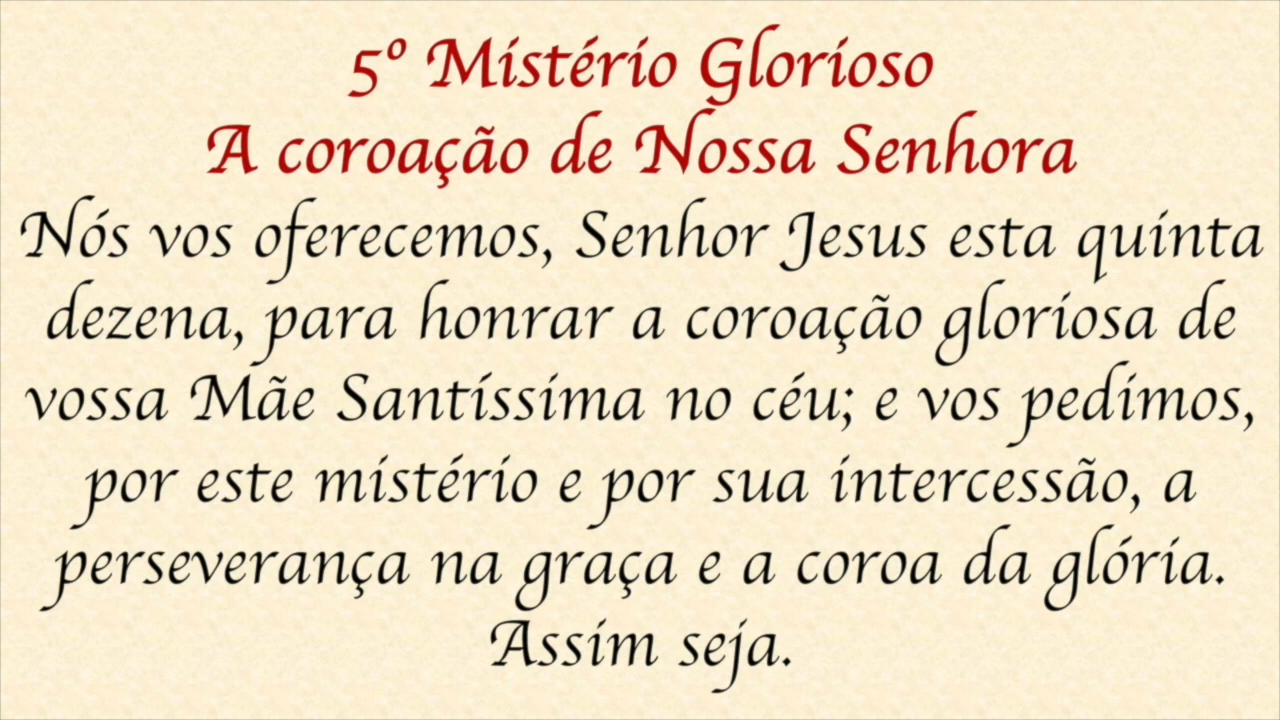 5º Mistério Glorioso
A coroação de Nossa Senhora
Nós vos oferecemos, Senhor Jesus esta quinta
dezena, para honrar a coroação gloriosa de
vossa Mãe Santíssima no céu; e vos pedimos,
por este mistério e por sua intercessão, a
perseverança na graça e a coroa da glória.
Assim seja.